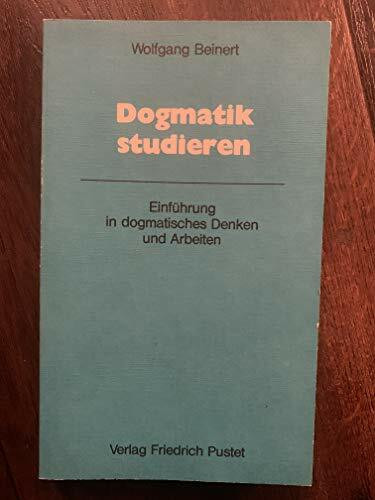 Wolfgang Beinert
Dogmatik
studieren
Einführung
in dogmatisches Denken
und Arbeiten
Verlag Friedrich Pustet